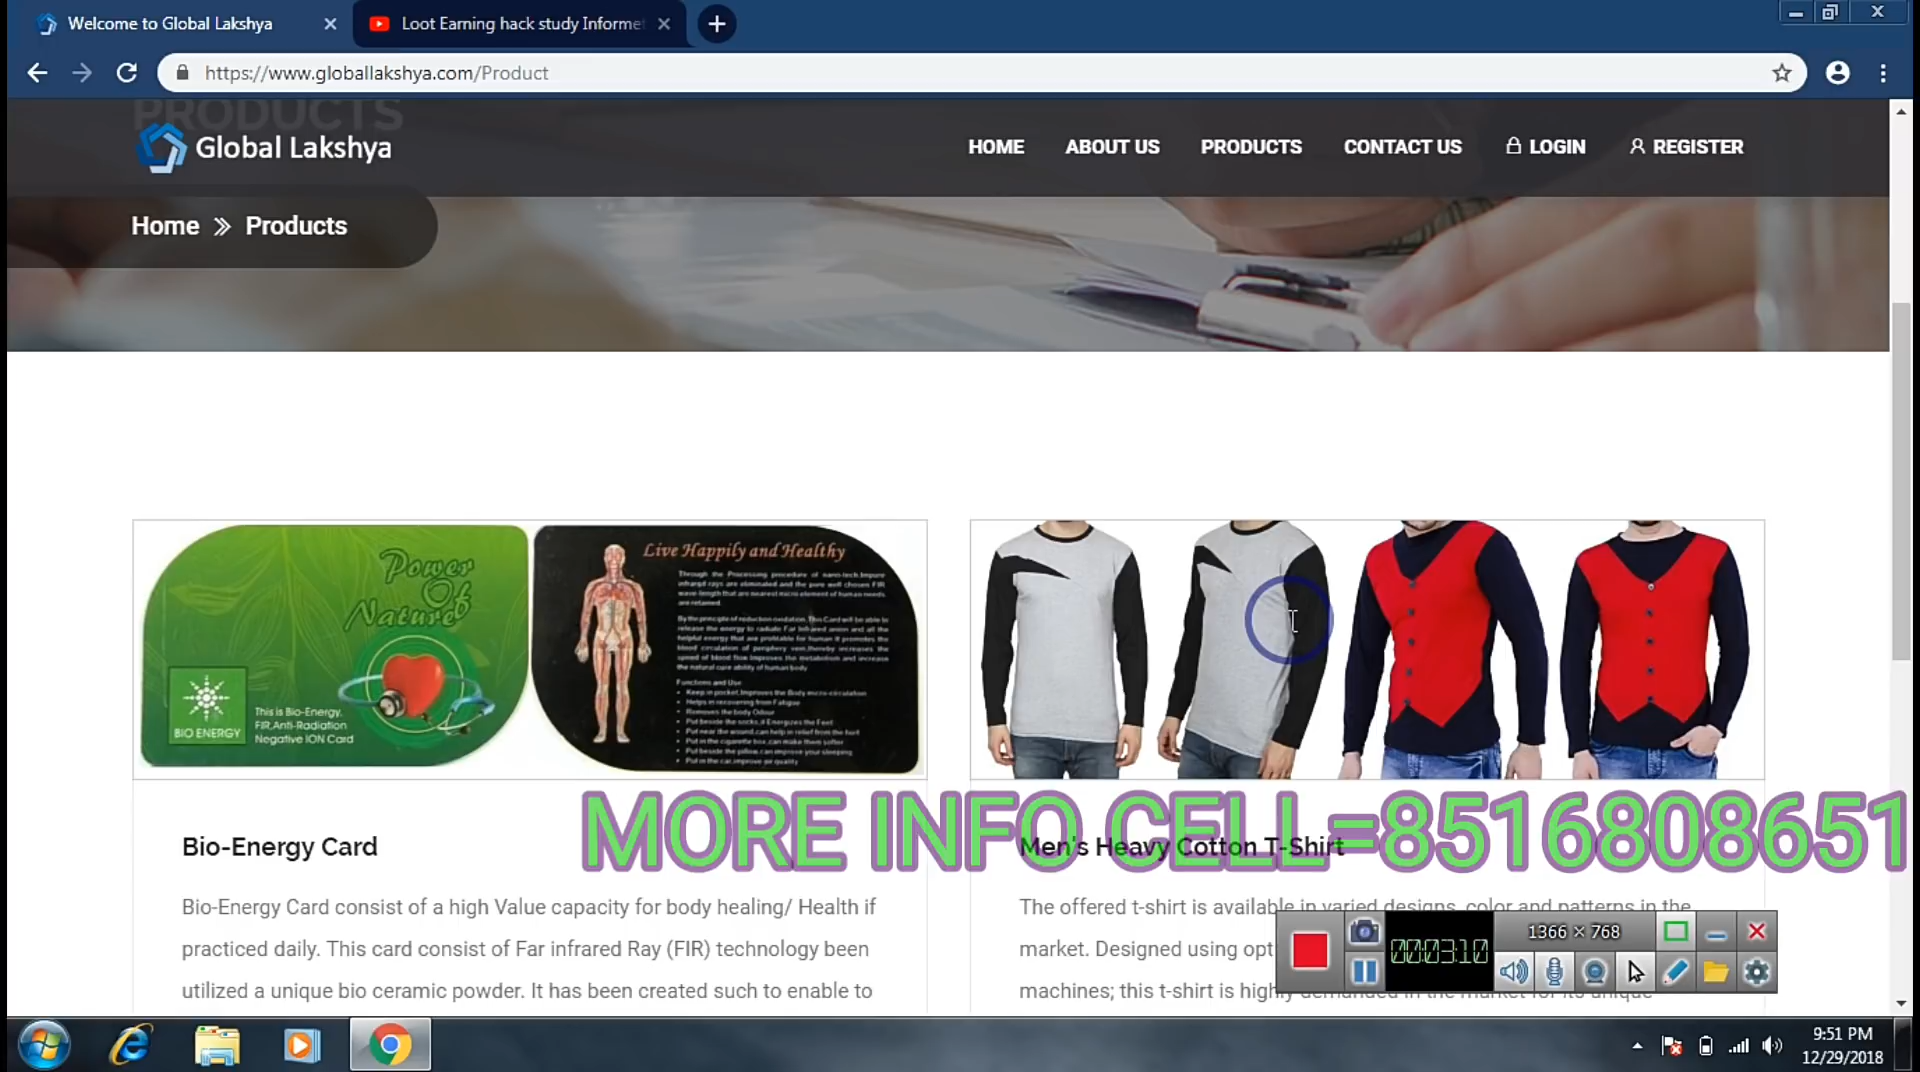 Welcome to Global Lakshya
Loot Earning hack study Informet
https://www.globallakshya.com/Product
PRODUCTS
Global Lakshya
HOME
ABOUT US
PRODUCTS
CONTACT US
LOGIN
REGISTER
Home » Products
Power
Of
Nature
BIO ENERGY
This is Bio-Energy.
FIR,Anti-Radiation
Negative ION Card
Live Happily and Healthy
Functions and Use
MORE INFO CELL=8516808651
Bio-Energy Card
Men's Heavy Cotton T-Shirt
Bio-Energy Card consist of a high Value capacity for body healing/ Health if
practiced daily. This card consist of Far infrared Ray (FIR) technology been
utilized a unique bio ceramic powder. It has been created such to enable to
The offered t-shirt is available in varied designs, color and patterns in the
market. Designed using opt
machines; this t-shirt is highly demanded in the market for its unique
00:03:10
1366 × 768
9:51 PM
12/29/2018